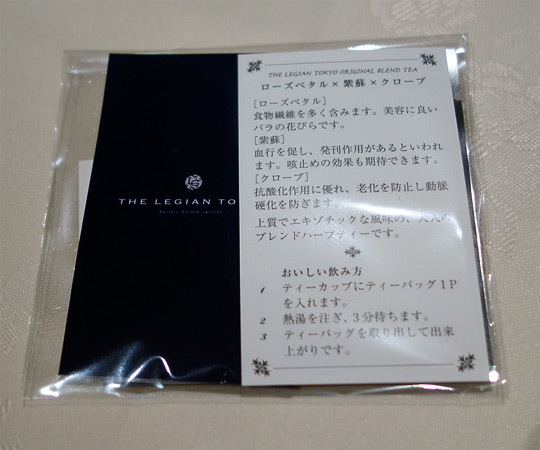 THE LEGIAN TO
THE LEGIAN TOKYO ORIGINAL BLEND TEA
ローズペタル×紫蘇×クローブ
[ローズペタル]
食物繊維を多く含みます。美容に良い
バラの花びらです。
[紫蘇]
血行を促し、発刊作用があるといわれ
ます。咳止めの効果も期待できます。
[クローブ]
抗酸化作用に優れ、老化を防止し動脈
硬化を防ぎます。
上質でエキゾチックな風味の、大人の
ブレンドハーブティーです。
おいしい飲み方
1 ティーカップにティーバッグ1P
を入れます。
2 熱湯を注ぎ、3分待ちます。
3 ティーバッグを取り出して出来
上がりです。